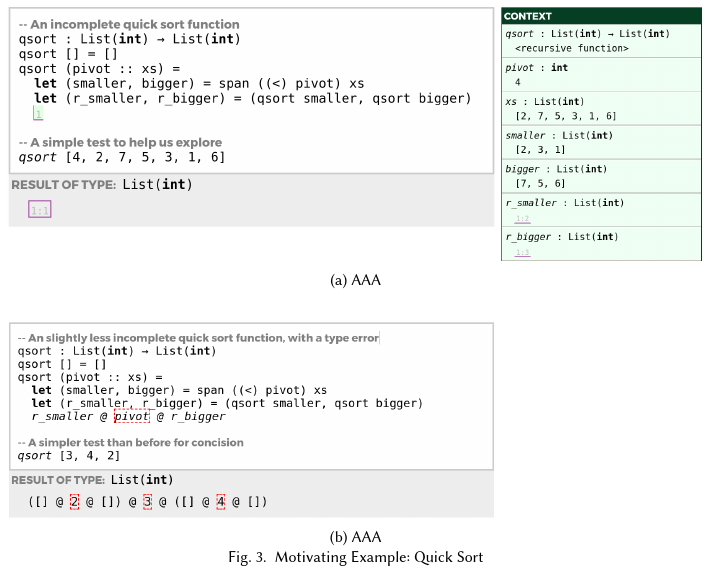 -- An incomplete quick sort function
qsort : List(int) → List(int)
qsort [] = []
qsort (pivot :: xs) =
let (smaller, bigger) = span ((<) pivot) xs
let (r_smaller, r_bigger) = (qsort smaller, qsort bigger)
1
-- A simple test to help us explore
qsort [4, 2, 7, 5, 3, 1, 6]
RESULT OF TYPE: List(int)
1:1
CONTEXT
qsort : List(int) → List(int)
<recursive function>
pivot : int
4
xs : List(int)
[2, 7, 5, 3, 1, 6]
smaller : List(int)
[2, 3, 1]
bigger : List(int)
[7, 5, 6]
r_smaller : List(int)
1:2
r_bigger : List(int)
1:3
(a) AAA
-- An slightly less incomplete quick sort function, with a type error
qsort : List(int) → List(int)
qsort [] = []
qsort (pivot :: xs) =
let (smaller, bigger) = span ((<) pivot) xs
let (r_smaller, r_bigger) = (qsort smaller, qsort bigger)
r_smaller @ pivot @ r_bigger
-- A simpler test than before for concision
qsort [3, 4, 2]
RESULT OF TYPE: List(int)
([] @ 2 @ []) @ 3 @ ([] @ 4 @ [])
(b) AAA
Fig. 3. Motivating Example: Quick Sort